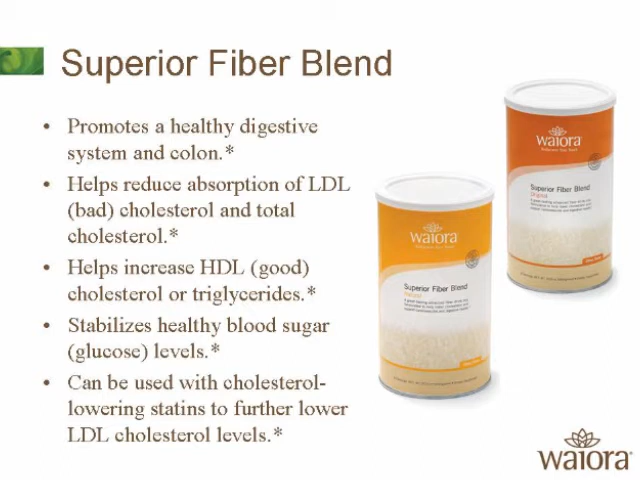 Superior Fiber Blend
• Promotes a healthy digestive
system and colon.*
• Helps reduce absorption of LDL
(bad) cholesterol and total
cholesterol.*
• Helps increase HDL (good)
cholesterol or triglycerides.*
• Stabilizes healthy blood sugar
(glucose) levels.*
• Can be used with cholesterol-
lowering statins to further lower
LDL cholesterol levels.*
waiora
Superior Fiber Blend
Original
waiora
Superior Fiber Blend
Natural
waiora